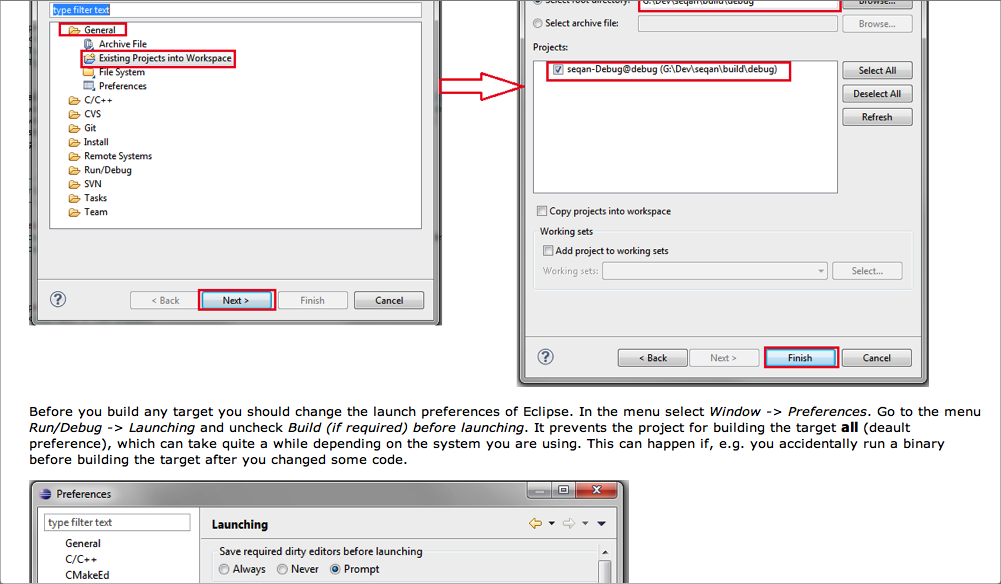 type filter text
General
Archive File
Existing Projects into Workspace
File System
Preferences
C/C++
CVS
Git
Install
Remote Systems
Run/Debug
SVN
Tasks
Team
? < Back Next > Finish Cancel
Select root directory: G:\Dev\seqan\build\debug Browse...
Select archive file: Browse...
Projects:
seqan-Debug@debug (G:\Dev\seqan\build\debug) Select All
Deselect All
Refresh
Copy projects into workspace
Working sets
Add project to working sets
Working sets: Select...
? < Back Next > Finish Cancel
Before you build any target you should change the launch preferences of Eclipse. In the menu select Window -> Preferences. Go to the menu
Run/Debug -> Launching and uncheck Build (if required) before launching. It prevents the project for building the target all (deault
preference), which can take quite a while depending on the system you are using. This can happen if, e.g. you accidentally run a binary
before building the target after you changed some code.
Preferences
type filter text
General
C/C++
CMakeEd
Launching
Save required dirty editors before launching
Always Never Prompt